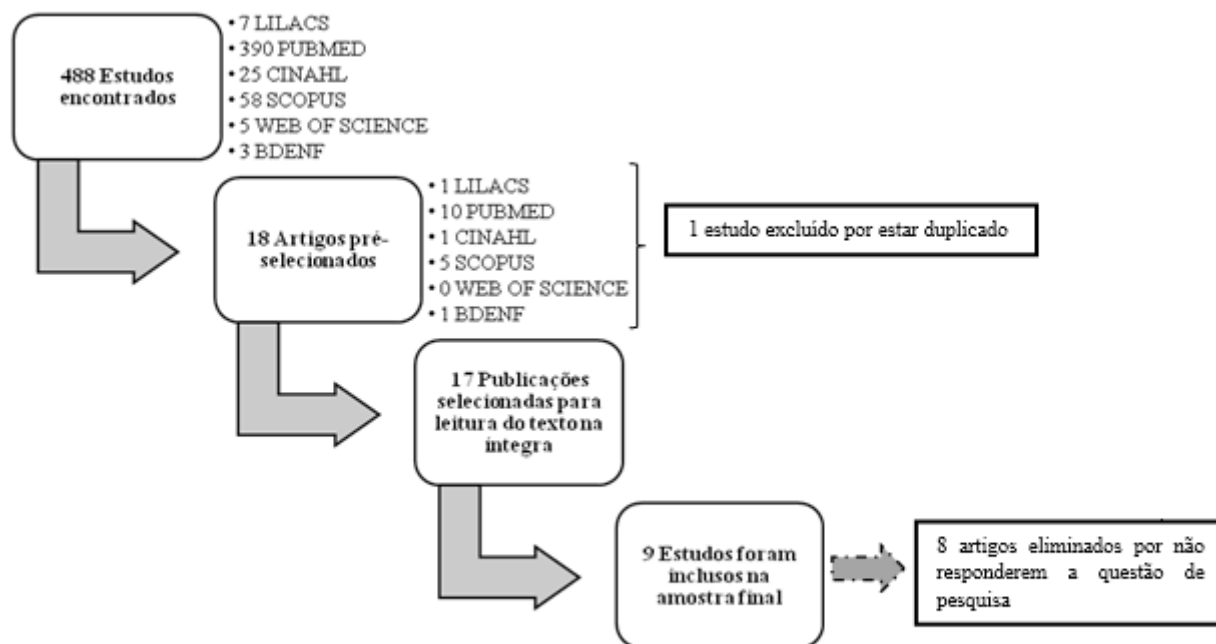 488 Estudos
encontrados
• 7 LILACS
• 390 PUBMED
• 25 CINAHL
• 58 SCOPUS
• 5 WEB OF SCIENCE
• 3 BDENF
18 Artigos pré-
selecionados
• 1 LILACS
• 10 PUBMED
• 1 CINAHL
• 5 SCOPUS
• 0 WEB OF SCIENCE
• 1 BDENF
1 estudo excluído por estar duplicado
17 Publicações
selecionadas para
leitura do texto na
íntegra
9 Estudos foram
inclusos na
amostra final
8 artigos eliminados por não
responderem a questão de
pesquisa